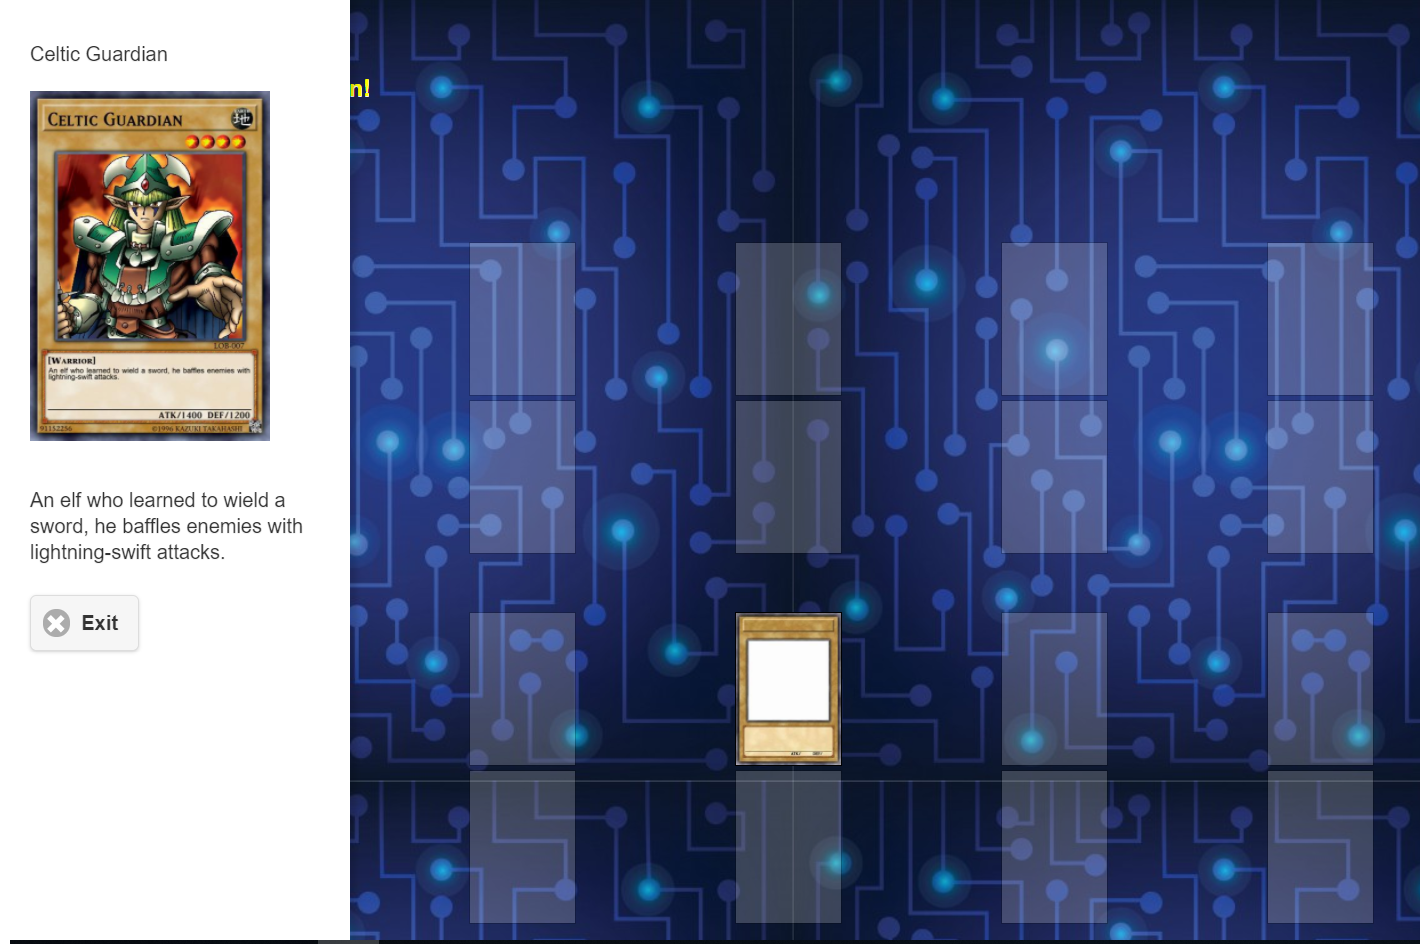 Celtic Guardian
n!
CELTIC GUARDIAN
地
LOB-007
[WARRIOR]
An elf who learned to wield a sword, he baffles enemies with
lightning-swift attacks.
ATK/1400 DEF/1200
91152256
©1996 KAZUKI TAKAHASHI
An elf who learned to wield a
sword, he baffles enemies with
lightning-swift attacks.
Exit
ATK/
DEF/